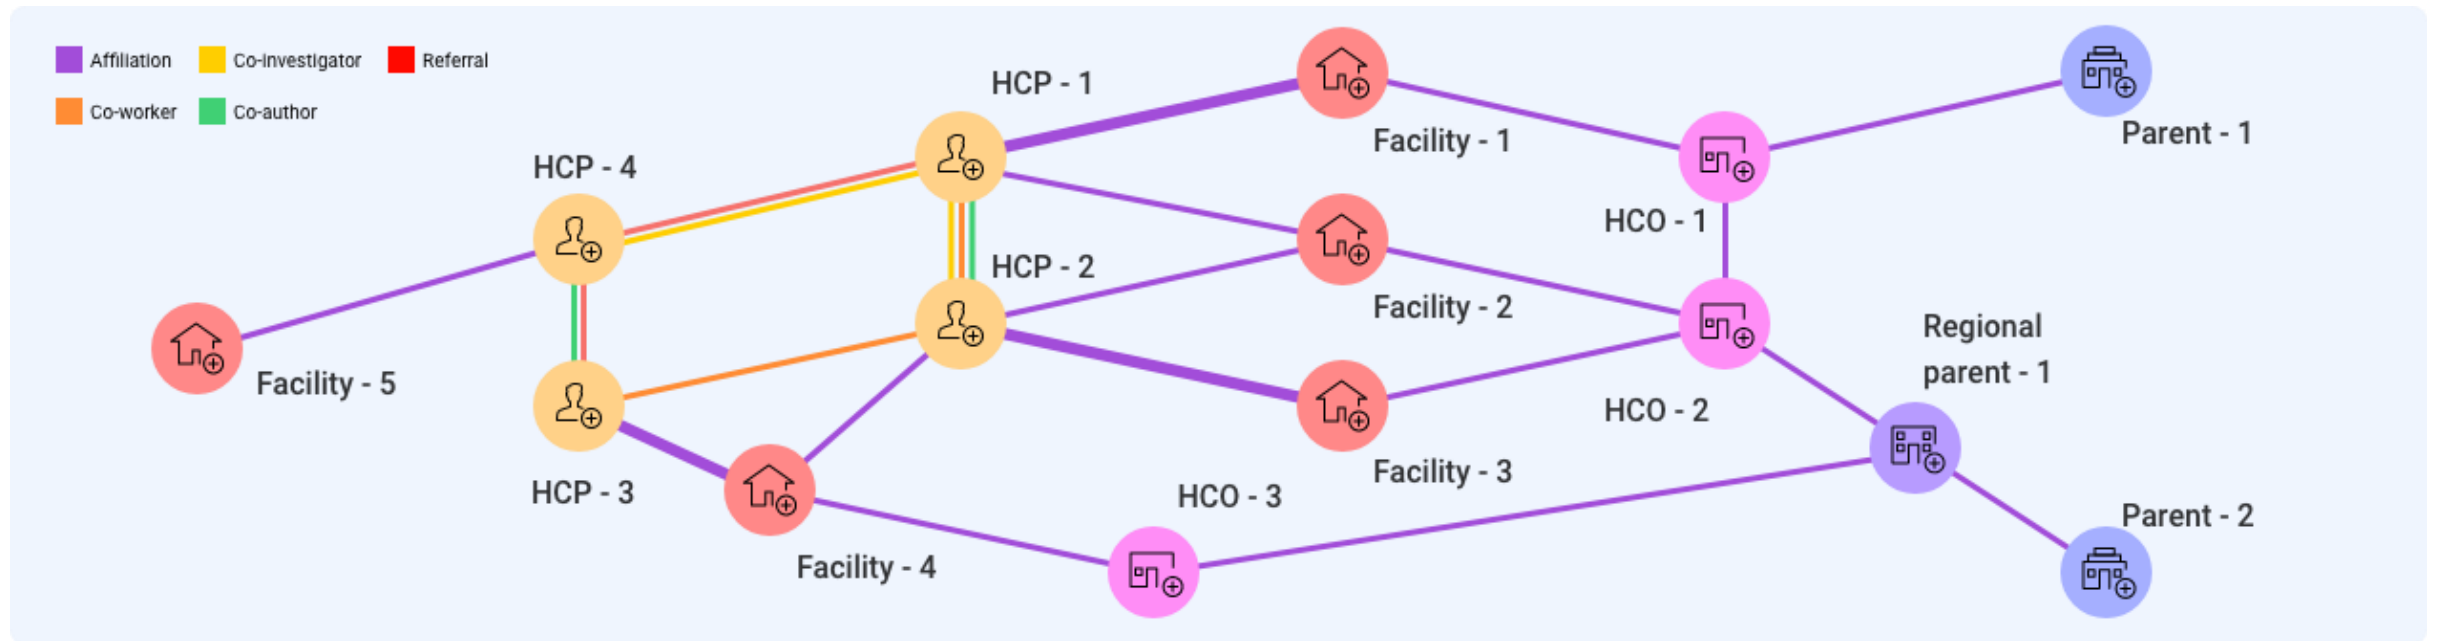 Affiliation
Co-investigator
Referral
Co-worker
Co-author
HCP - 1
Facility - 1
Parent - 1
HCP - 4
HCO - 1
HCP - 2
Facility - 2
Regional
parent - 1
Facility - 5
HCO - 2
Facility - 3
HCP - 3
HCO - 3
Parent - 2
Facility - 4